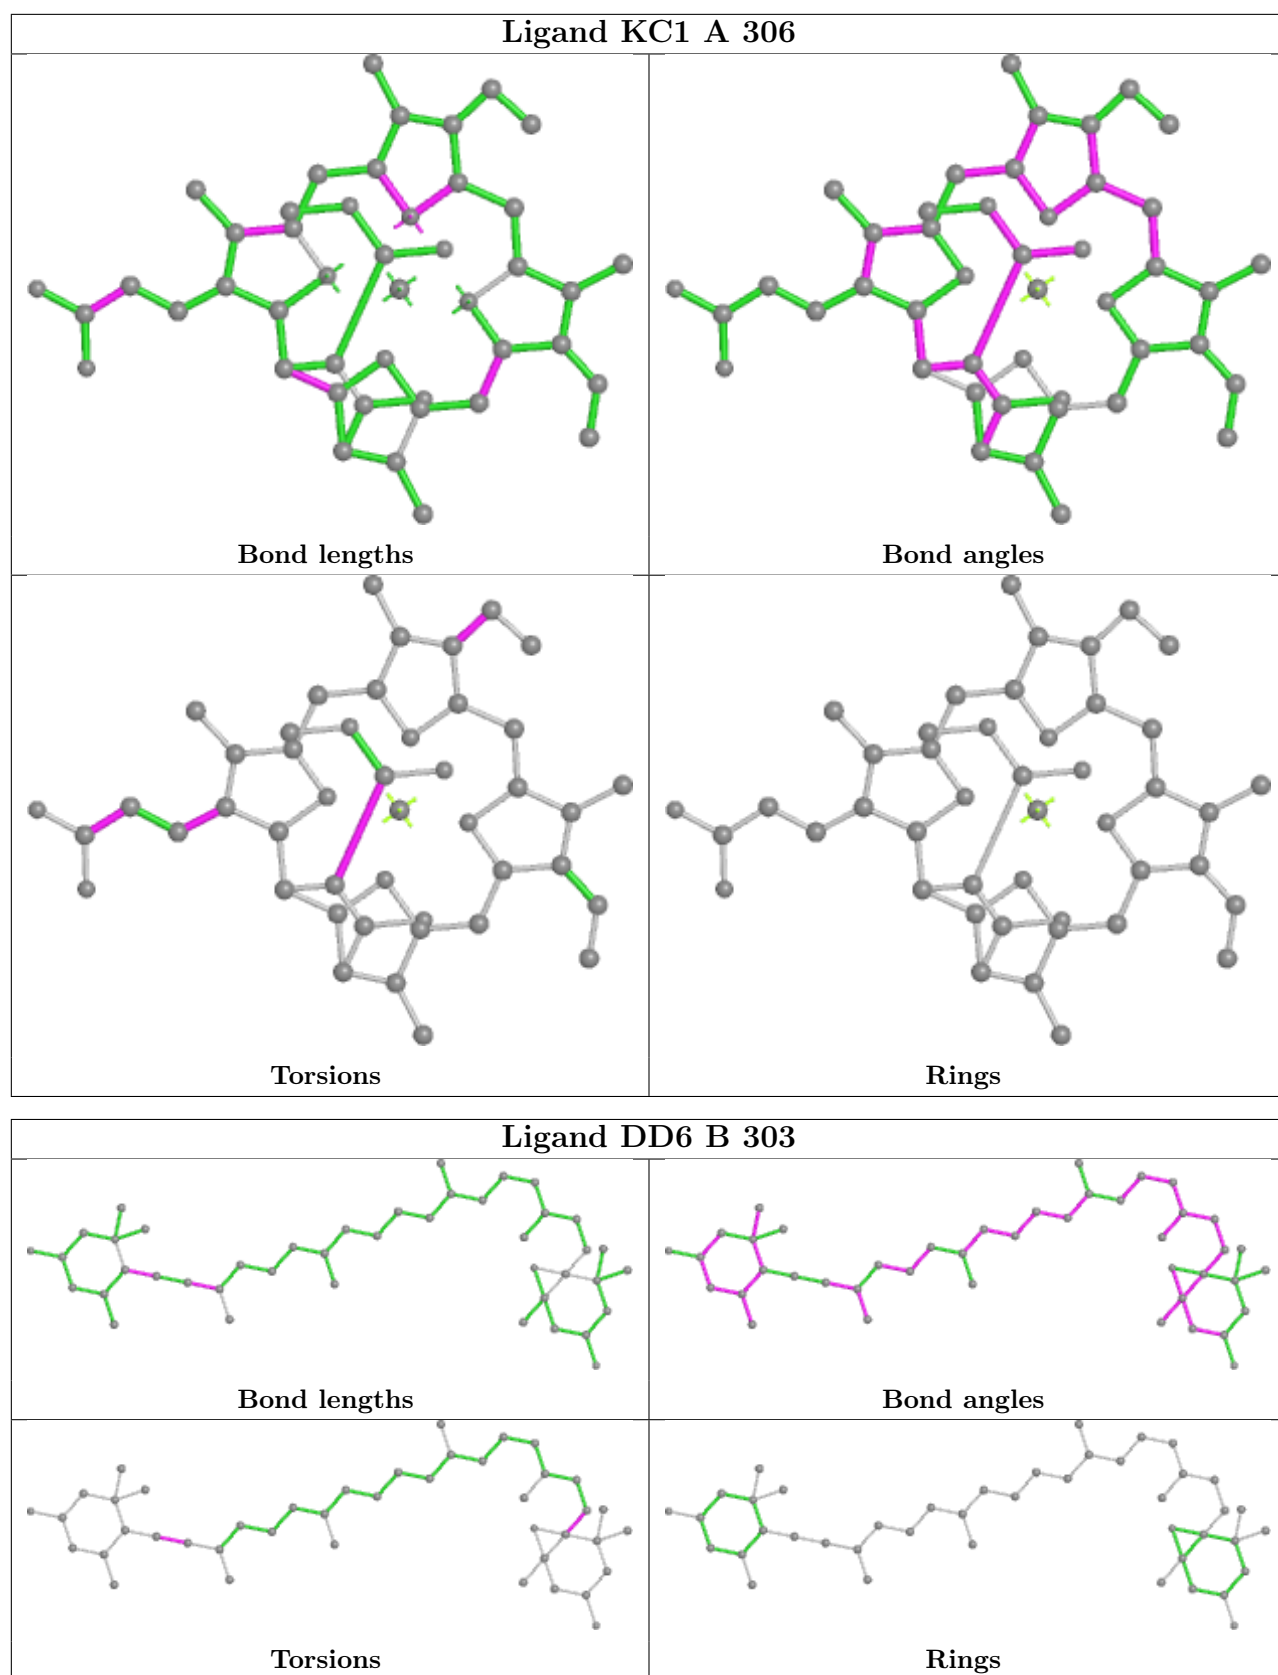 Ligand KC1 A 306
Bond lengths
Bond angles
Torsions
Rings
Ligand DD6 B 303
Bond lengths
Bond angles
Torsions
Rings